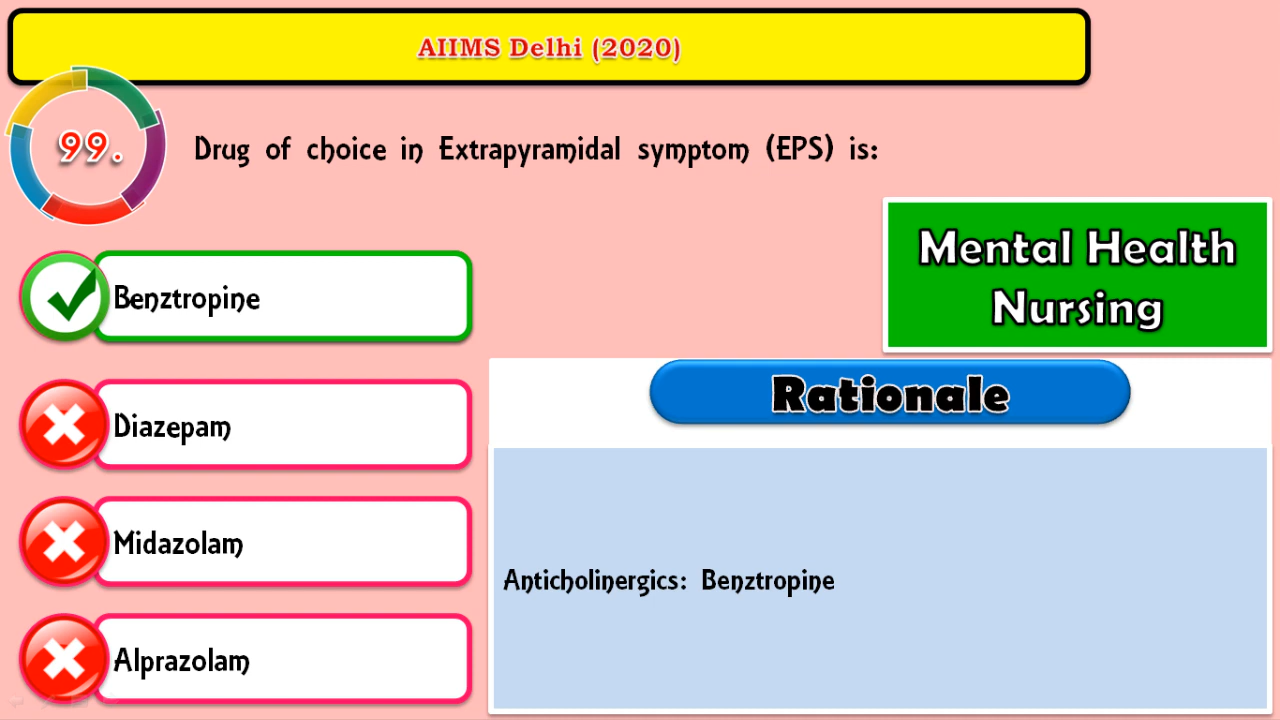 AIIMS Delhi (2020)
99.
Drug of choice in Extrapyramidal symptom (EPS) is:
Mental Health
Nursing
Benztropine
Diazepam
Midazolam
Alprazolam
Rationale
Anticholinergics: Benztropine